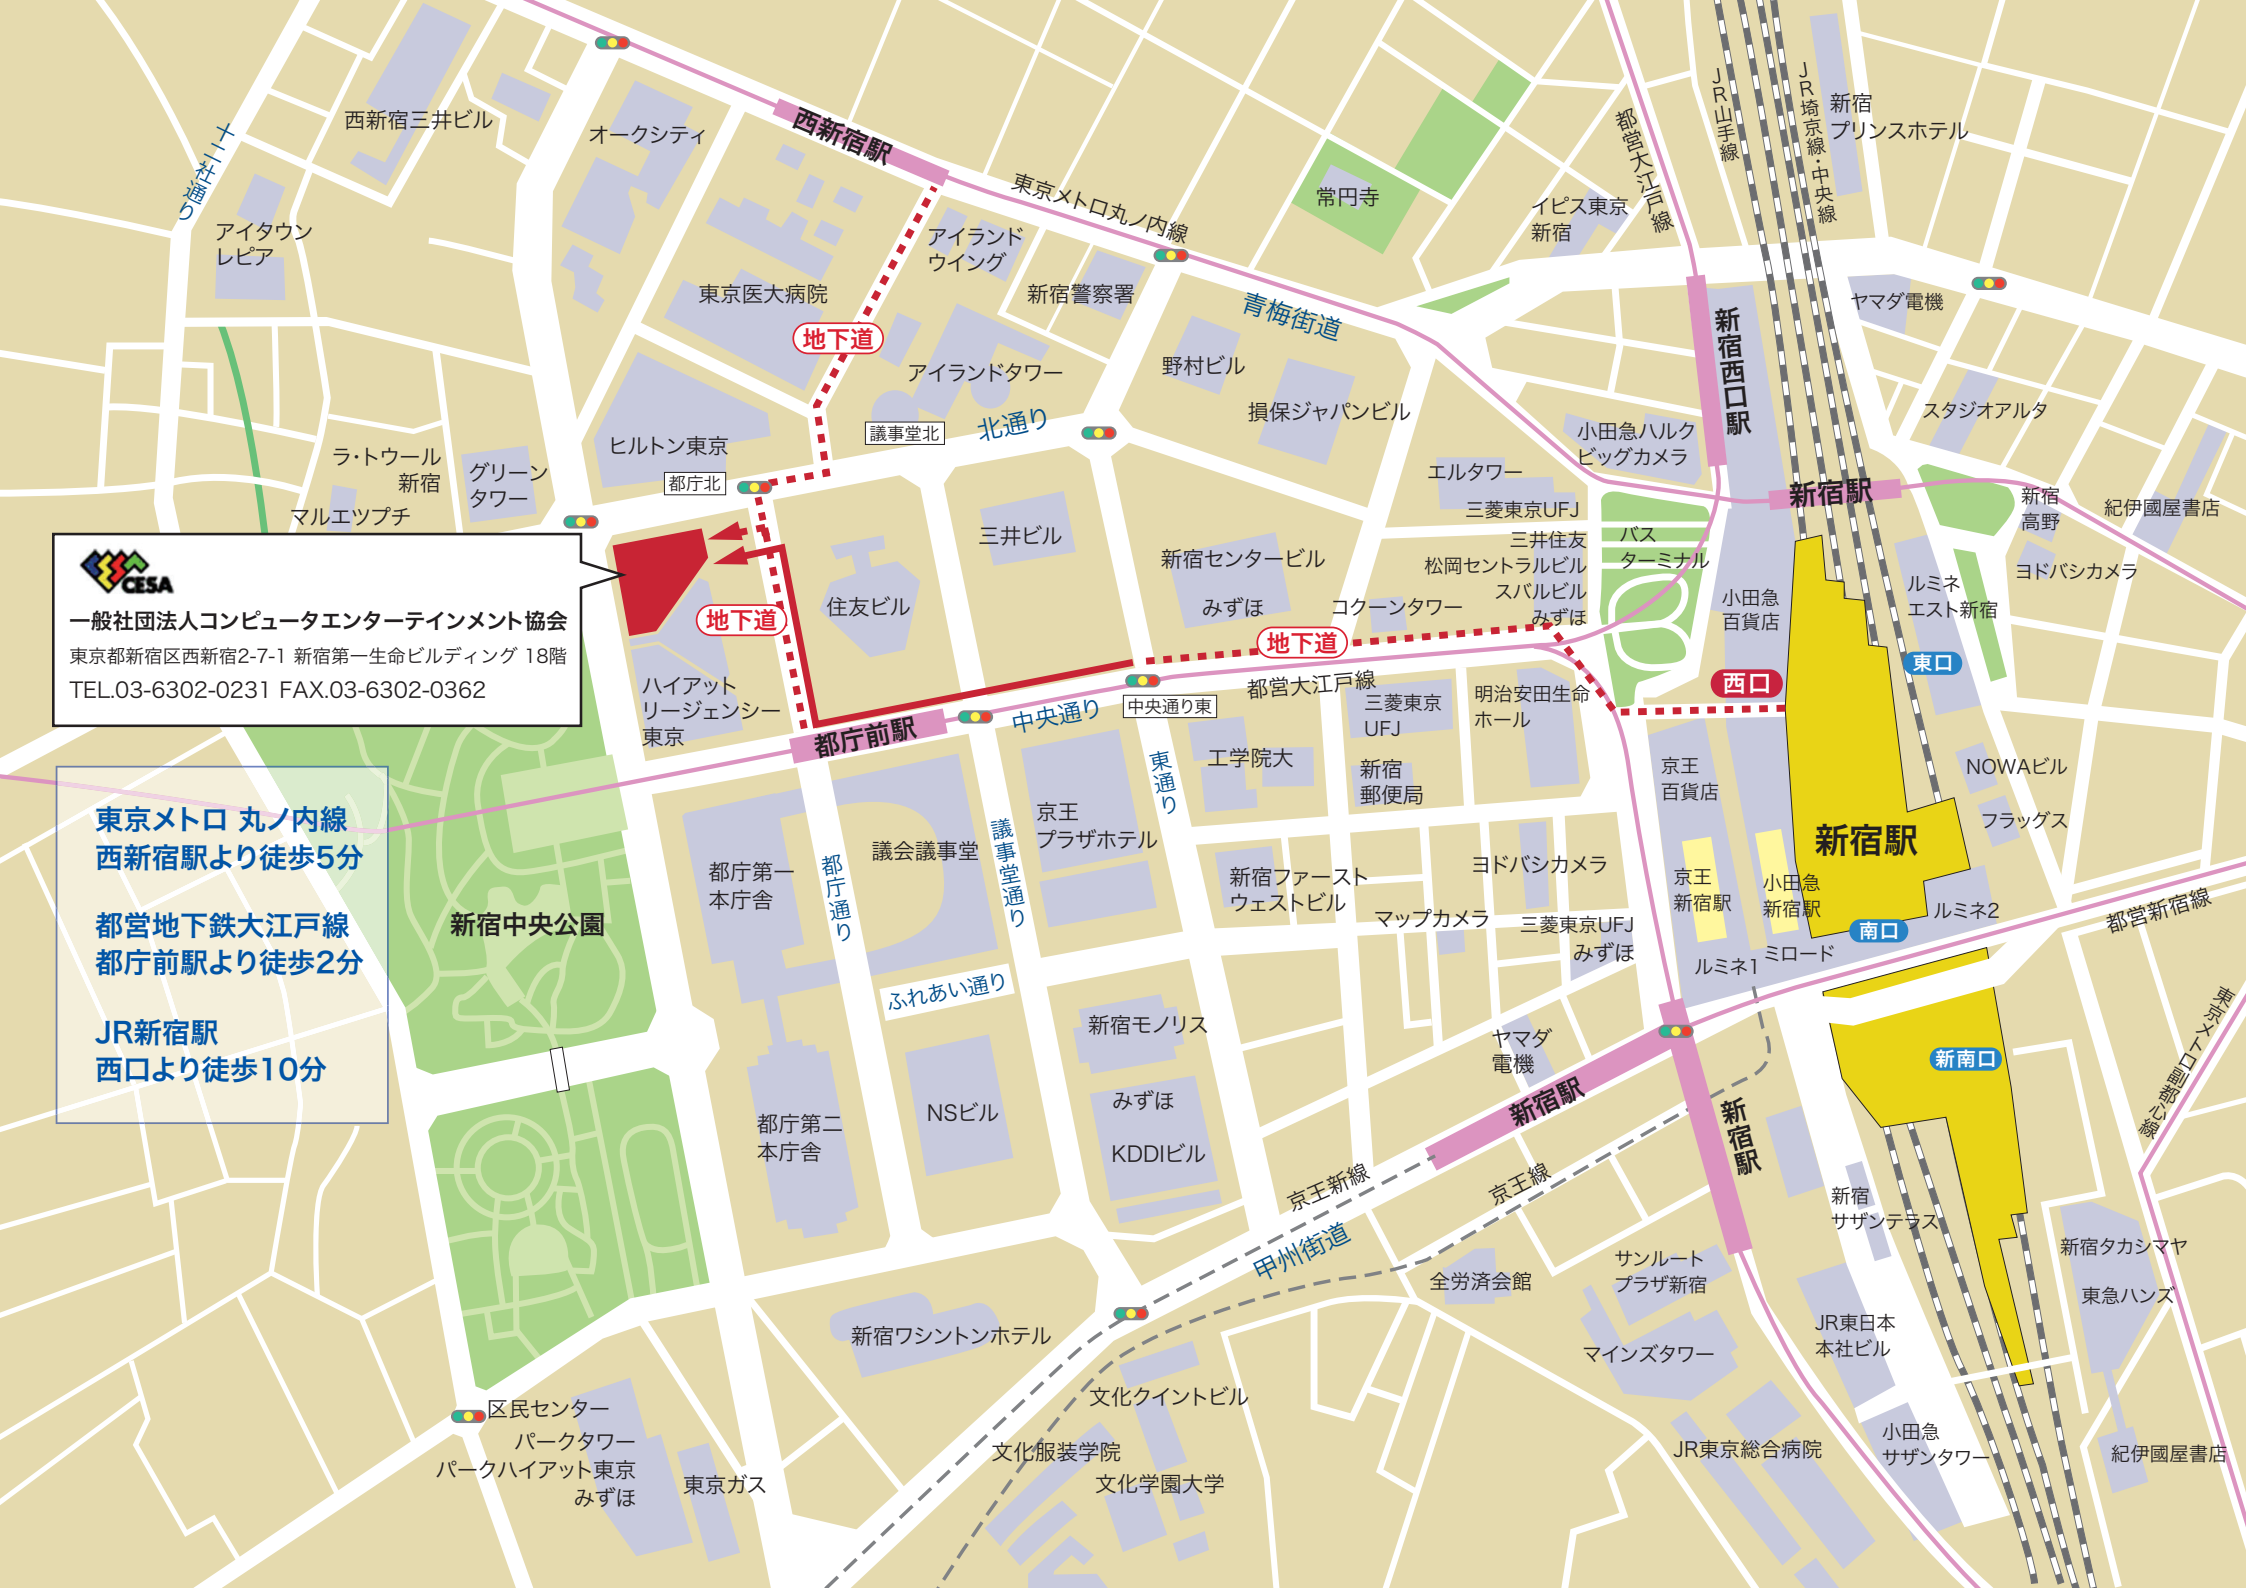 西新宿三井ビル
オークシティ
西新宿駅
十二社通り
アイタウン
レピア
東京医大病院
アイランド
ウイング
東京メトロ丸ノ内線
常円寺
イピス東京
新宿
都営大江戸線
JR山手線
JR埼京線・中央線
新宿
プリンスホテル
新宿警察署
青梅街道
地下道
アイランドタワー
野村ビル
損保ジャパンビル
新宿西口駅
ヤマダ電機
スタジオアルタ
議事堂北
北通り
ヒルトン東京
都庁北
ラ・トウール
新宿
グリーン
タワー
マルエツプチ
小田急ハルク
ビッグカメラ
エルタワー
三菱東京UFJ
三井住友
松岡セントラルビル
スバルビル
みずほ
バス
ターミナル
新宿駅
新宿
高野
紀伊國屋書店
ヨドバシカメラ
三井ビル
新宿センタービル
みずほ
コクーンタワー
住友ビル
地下道
地下道
小田急
百貨店
ルミネ
エスト新宿
東口
西口
CESA
一般社団法人コンピュータエンターテインメント協会
東京都新宿区西新宿2-7-1 新宿第一生命ビルディング 18階
TEL.03-6302-0231 FAX.03-6302-0362
ハイアット
リージェンシー
東京
都庁前駅
中央通り
中央通り東
都営大江戸線
三菱東京
UFJ
明治安田生命
ホール
工学院大
東通り
新宿
郵便局
京王
百貨店
NOWAビル
フラッグス
東京メトロ 丸ノ内線
西新宿駅より徒歩5分
都営地下鉄大江戸線
都庁前駅より徒歩2分
JR新宿駅
西口より徒歩10分
新宿中央公園
都庁第一
本庁舎
都庁通り
議会議事堂
議事堂通り
京王
プラザホテル
新宿ファースト
ウェストビル
ヨドバシカメラ
マップカメラ
三菱東京UFJ
みずほ
新宿駅
京王
新宿駅
小田急
新宿駅
南口
ルミネ2
ルミネ1
ミロード
都営新宿線
ふれあい通り
新宿モノリス
ヤマダ
電機
新南口
東京メトロ副都心線
都庁第二
本庁舎
NSビル
みずほ
KDDIビル
新宿駅
新宿駅
京王新線
京王線
甲州街道
新宿
サザンテラス
新宿タカシマヤ
東急ハンズ
全労済会館
サンルート
プラザ新宿
マインズタワー
JR東日本
本社ビル
新宿ワシントンホテル
区民センター
パークタワー
パークハイアット東京
みずほ
東京ガス
文化クイントビル
文化服装学院
文化学園大学
JR東京総合病院
小田急
サザンタワー
紀伊國屋書店